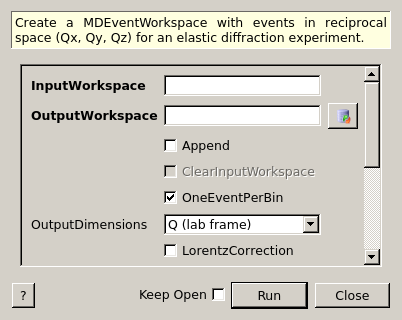 Create a MDEventWorkspace with events in reciprocal
space (Qx, Qy, Qz) for an elastic diffraction experiment.
InputWorkspace
OutputWorkspace
Append
ClearInputWorkspace
OneEventPerBin
OutputDimensions Q (lab frame)
LorentzCorrection
? Keep Open Run Close